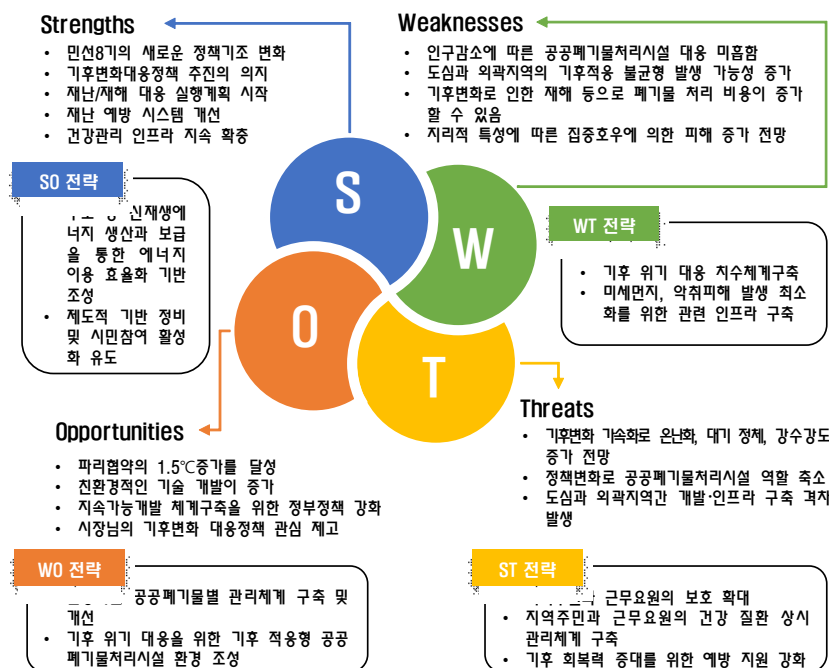 Strengths
• 민선8기의 새로운 정책기조 변화
• 기후변화대응정책 추진의 의지
• 재난/재해 대응 실행계획 시작
• 재난 예방 시스템 개선
• 건강관리 인프라 지속 확충
Weaknesses
• 인구감소에 따른 공공폐기물처리시설 대응 미흡함
• 도심과 외곽지역의 기후적응 불균형 발생 가능성 증가
• 기후변화로 인한 재해 등으로 폐기물 처리 비용이 증가
할 수 있음
• 지리적 특성에 따른 집중호우에 의한 피해 증가 전망
SO 전략
신재생에
너지 생산과 보급
을 통한 에너지
이용 효율화 기반
조성
• 제도적 기반 정비
및 시민참여 활성
화 유도
S
W
O
T
WT 전략
• 기후 위기 대응 치수체계구축
• 미세먼지, 악취피해 발생 최소
화를 위한 관련 인프라 구축
Opportunities
• 파리협약의 1.5℃증가를 달성
• 친환경적인 기술 개발이 증가
• 지속가능개발 체계구축을 위한 정부정책 강화
• 시장님의 기후변화 대응정책 관심 제고
Threats
• 기후변화 가속화로 온난화, 대기 정체, 강수강도
증가 전망
• 정책변화로 공공폐기물처리시설 역할 축소
• 도심과 외곽지역간 개발·인프라 구축 격차
발생
WO 전략
공공폐기물별 관리체계 구축 및
개선
• 기후 위기 대응을 위한 기후 적응형 공공
폐기물처리시설 환경 조성
ST 전략
근무요원의 보호 확대
• 지역주민과 근무요원의 건강 질환 상시
관리체계 구축
• 기후 회복력 증대를 위한 예방 지원 강화